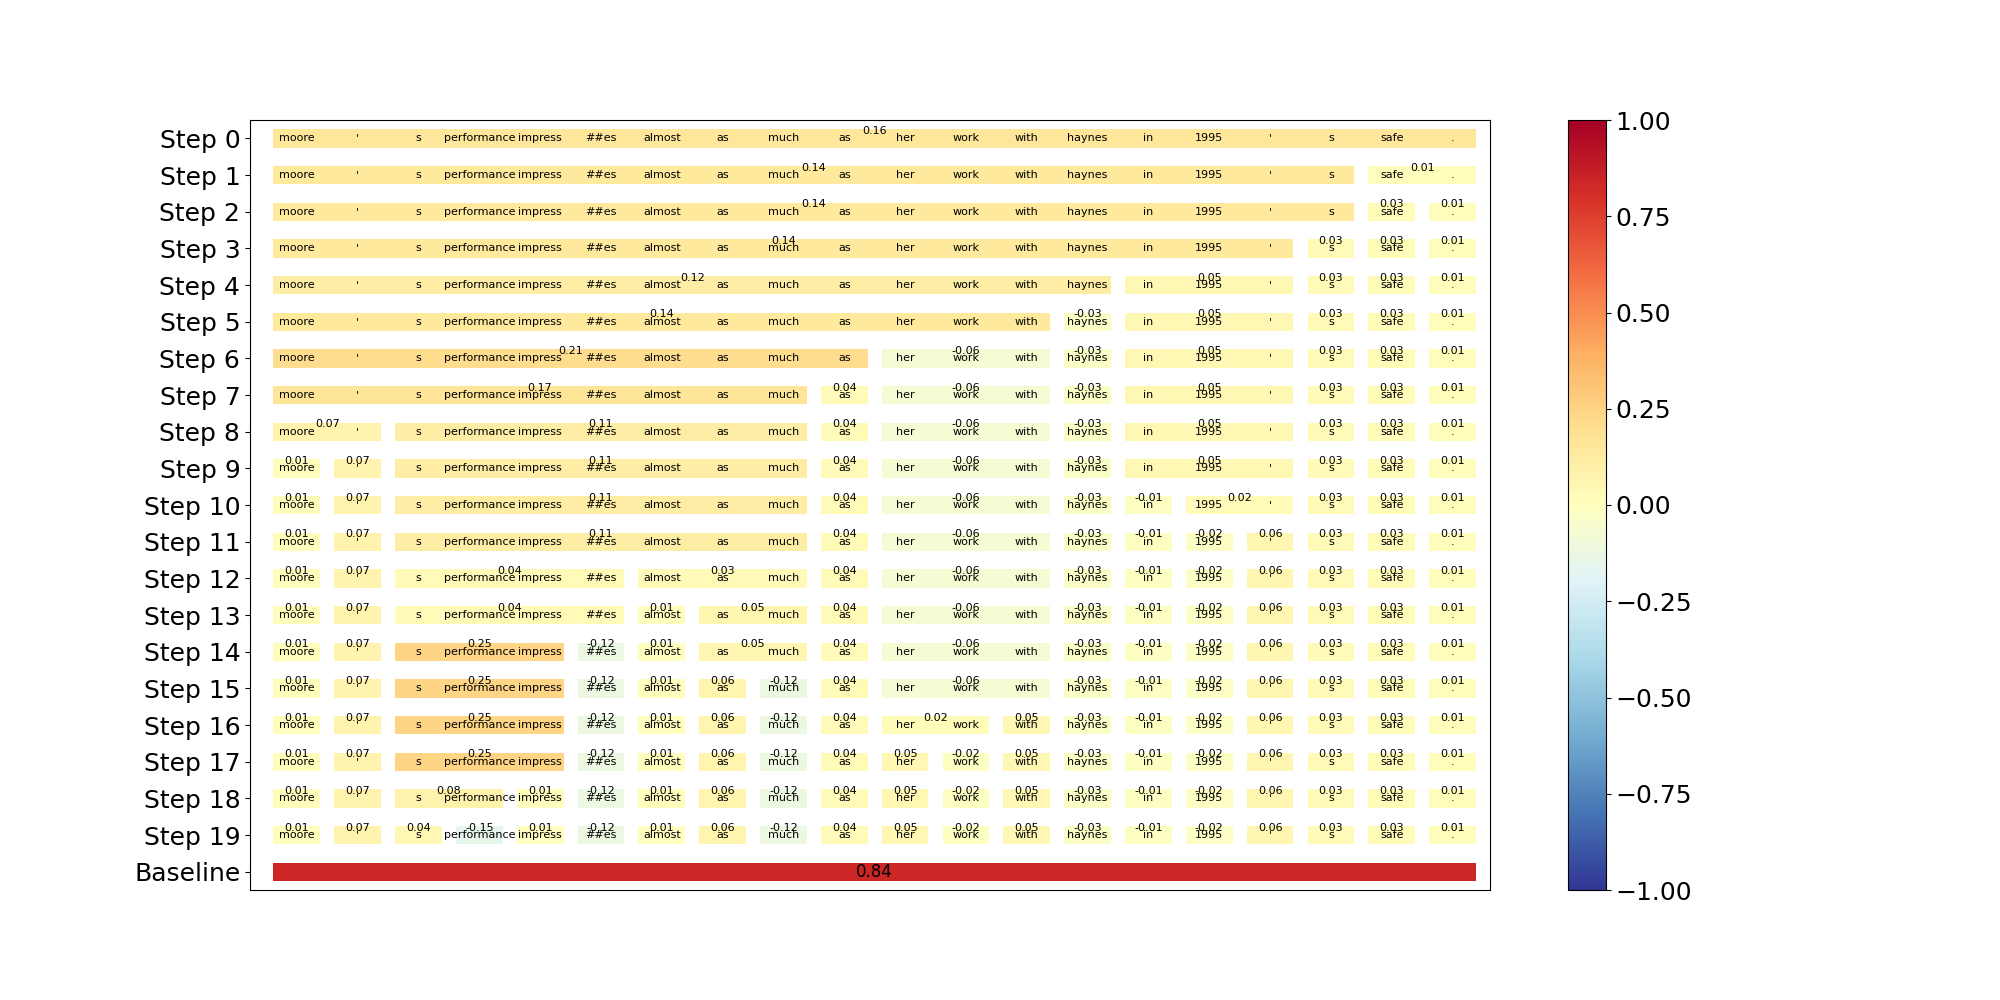 0.16
Step 0 moore ' s performance impress ##es almost as much as her work with haynes in 1995 ' s safe .
0.14 0.01
Step 1 moore ' s performance impress ##es almost as much as her work with haynes in 1995 ' s safe .
0.14 0.03 0.01
Step 2 moore ' s performance impress ##es almost as much as her work with haynes in 1995 ' s safe .
0.14 0.03 0.03 0.01
Step 3 moore ' s performance impress ##es almost as much as her work with haynes in 1995 ' s safe .
0.12 0.05 0.03 0.03 0.01
Step 4 moore ' s performance impress ##es almost as much as her work with haynes in 1995 ' s safe .
0.14 -0.03 0.05 0.03 0.03 0.01
Step 5 moore ' s performance impress ##es almost as much as her work with haynes in 1995 ' s safe .
0.21 -0.06 -0.03 0.05 0.03 0.03 0.01
Step 6 moore ' s performance impress ##es almost as much as her work with haynes in 1995 ' s safe .
0.17 0.04 -0.06 -0.03 0.05 0.03 0.03 0.01
Step 7 moore ' s performance impress ##es almost as much as her work with haynes in 1995 ' s safe .
0.07 0.11 0.04 -0.06 -0.03 0.05 0.03 0.03 0.01
Step 8 moore ' s performance impress ##es almost as much as her work with haynes in 1995 ' s safe .
0.01 0.07 0.11 0.04 -0.06 -0.03 0.05 0.03 0.03 0.01
Step 9 moore ' s performance impress ##es almost as much as her work with haynes in 1995 ' s safe .
0.01 0.07 0.11 0.04 -0.06 -0.03 -0.01 0.02 0.03 0.03 0.01
Step 10 moore ' s performance impress ##es almost as much as her work with haynes in 1995 ' s safe .
0.01 0.07 0.11 0.04 -0.06 -0.03 -0.01 -0.02 0.06 0.03 0.03 0.01
Step 11 moore ' s performance impress ##es almost as much as her work with haynes in 1995 ' s safe .
0.01 0.07 0.04 0.03 0.04 -0.06 -0.03 -0.01 -0.02 0.06 0.03 0.03 0.01
Step 12 moore ' s performance impress ##es almost as much as her work with haynes in 1995 ' s safe .
0.01 0.07 0.04 0.01 0.05 0.04 -0.06 -0.03 -0.01 -0.02 0.06 0.03 0.03 0.01
Step 13 moore ' s performance impress ##es almost as much as her work with haynes in 1995 ' s safe .
0.01 0.07 0.25 -0.12 0.01 0.05 0.04 -0.06 -0.03 -0.01 -0.02 0.06 0.03 0.03 0.01
Step 14 moore ' s performance impress ##es almost as much as her work with haynes in 1995 ' s safe .
0.01 0.07 0.25 -0.12 0.01 0.06 -0.12 0.04 -0.06 -0.03 -0.01 -0.02 0.06 0.03 0.03 0.01
Step 15 moore ' s performance impress ##es almost as much as her work with haynes in 1995 ' s safe .
0.01 0.07 0.25 -0.12 0.01 0.06 -0.12 0.04 0.02 0.05 -0.03 -0.01 -0.02 0.06 0.03 0.03 0.01
Step 16 moore ' s performance impress ##es almost as much as her work with haynes in 1995 ' s safe .
0.01 0.07 0.25 -0.12 0.01 0.06 -0.12 0.04 0.05 -0.02 0.05 -0.03 -0.01 -0.02 0.06 0.03 0.03 0.01
Step 17 moore ' s performance impress ##es almost as much as her work with haynes in 1995 ' s safe .
0.01 0.07 0.08 0.01 -0.12 0.01 0.06 -0.12 0.04 0.05 -0.02 0.05 -0.03 -0.01 -0.02 0.06 0.03 0.03 0.01
Step 18 moore ' s performance impress ##es almost as much as her work with haynes in 1995 ' s safe .
0.01 0.07 0.04 -0.15 0.01 -0.12 0.01 0.06 -0.12 0.04 0.05 -0.02 0.05 -0.03 -0.01 -0.02 0.06 0.03 0.03 0.01
Step 19 moore ' s performance impress ##es almost as much as her work with haynes in 1995 ' s safe .
Baseline 0.84
1.00
0.75
0.50
0.25
0.00
−0.25
−0.50
−0.75
−1.00